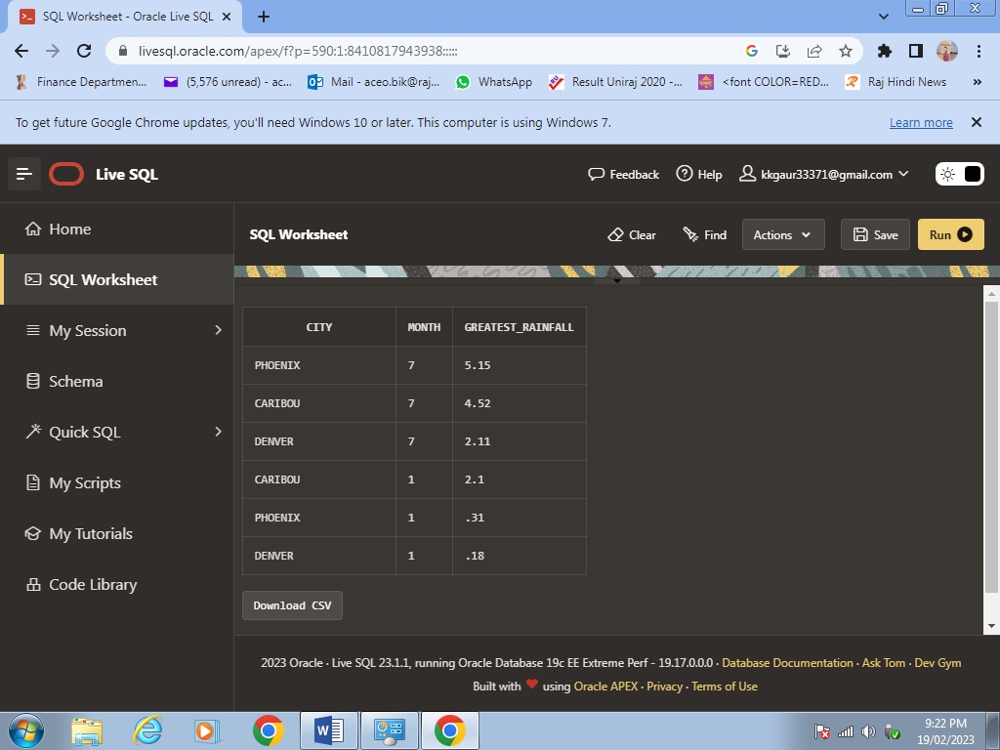 SQL Worksheet - Oracle Live SQL
livesql.oracle.com/apex/f?p=590:1:8410817943938:::::
Finance Departmen... (5,576 unread) - ac... Mail - aceo.bik@raj... WhatsApp Result Uniraj 2020 -... <font COLOR=RED... Raj Hindi News »
To get future Google Chrome updates, you'll need Windows 10 or later. This computer is using Windows 7. Learn more
Live SQL Feedback Help kkgaur33371@gmail.com
Home
SQL Worksheet
My Session
Schema
Quick SQL
My Scripts
My Tutorials
Code Library
SQL Worksheet Clear Find Actions Save Run
CITY MONTH GREATEST_RAINFALL
PHOENIX 7 5.15
CARIBOU 7 4.52
DENVER 7 2.11
CARIBOU 1 2.1
PHOENIX 1 .31
DENVER 1 .18
Download CSV
2023 Oracle · Live SQL 23.1.1, running Oracle Database 19c EE Extreme Perf - 19.17.0.0.0 · Database Documentation · Ask Tom · Dev Gym
Built with ❤ using Oracle APEX · Privacy · Terms of Use
9:22 PM
19/02/2023